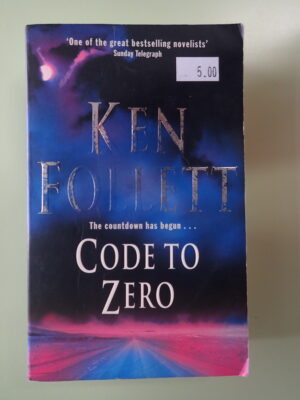 'One of the great bestselling novelists'
Sunday Telegraph
5.00
KEN
FOLLETT
The countdown has begun . . .
CODE TO
ZERO